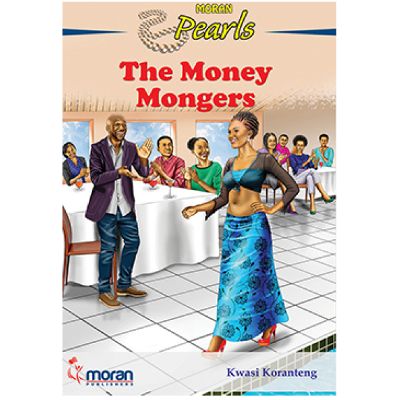 MORAN
Pearls
The Money
Mongers
Kwasi Koranteng
moran
PUBLISHERS